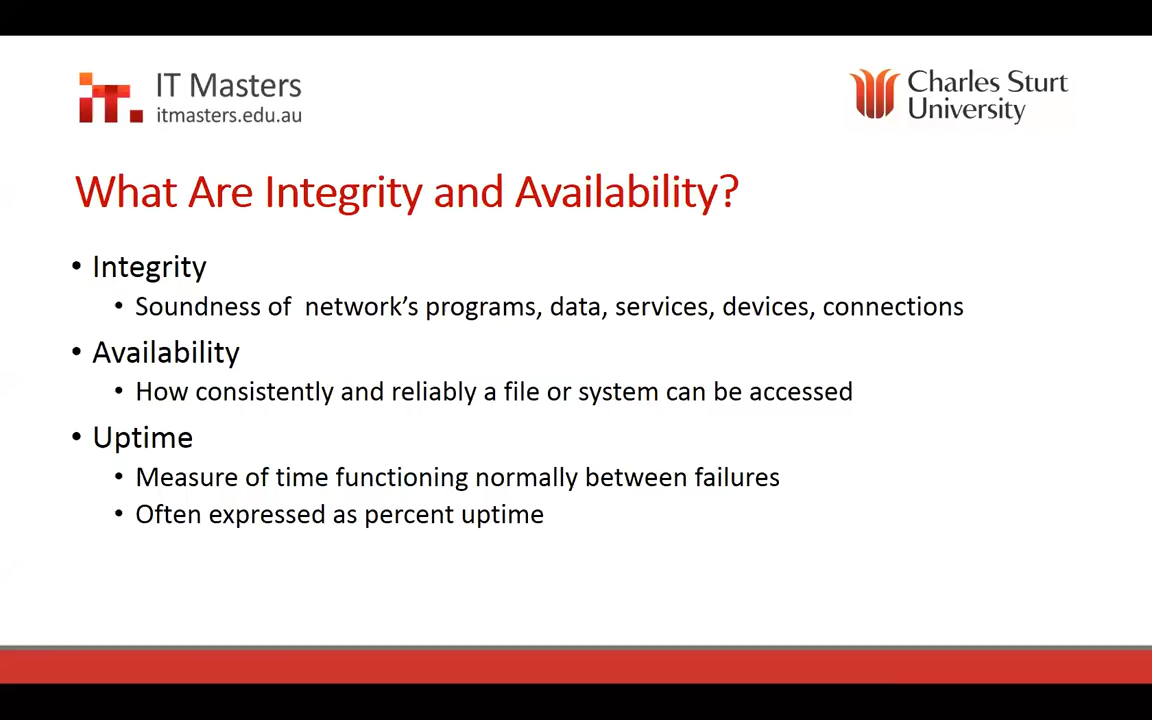 IT Masters
itmasters.edu.au
Charles Sturt
University
What Are Integrity and Availability?
• Integrity
• Soundness of  network’s programs, data, services, devices, connections
• Availability
• How consistently and reliably a file or system can be accessed
• Uptime
• Measure of time functioning normally between failures
• Often expressed as percent uptime